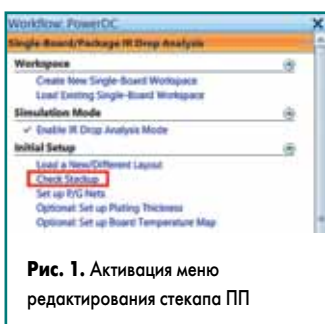 Workflow: PowerDC
Single-Board/Package IR Drop Analysis
Workspace
Create New Single-Board Workspace
Load Existing Single-Board Workspace
Simulation Mode
✓ Enable IR Drop Analysis Mode
Initial Setup
Load a New/Different Layout
Check Stackup
Set up P/G Nets
Optional: Set up Plating Thickness
Optional: Set up Board Temperature Map
Рис. 1. Активация меню
редактирования стекапа ПП